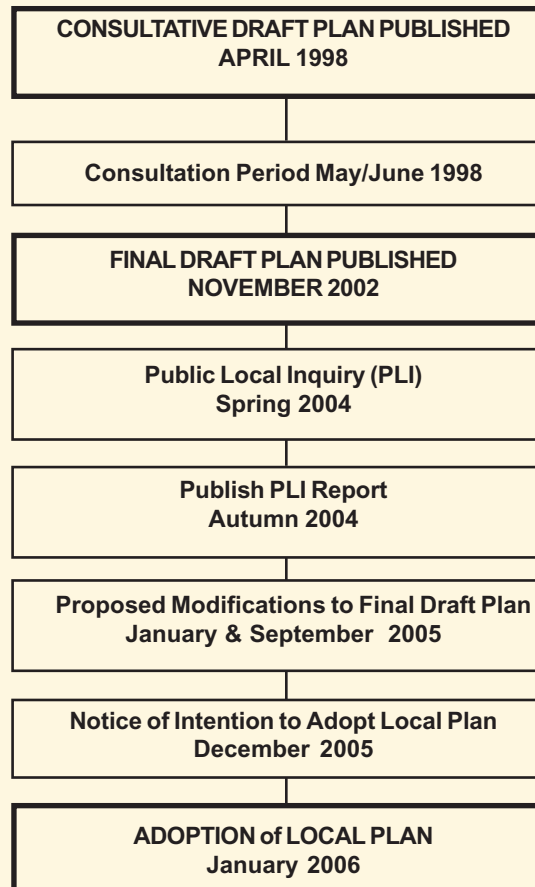 CONSULTATIVE DRAFT PLAN PUBLISHED
APRIL 1998
Consultation Period May/June 1998
FINAL DRAFT PLAN PUBLISHED
NOVEMBER 2002
Public Local Inquiry (PLI)
Spring 2004
Publish PLI Report
Autumn 2004
Proposed Modifications to Final Draft Plan
January & September 2005
Notice of Intention to Adopt Local Plan
December 2005
ADOPTION of LOCAL PLAN
January 2006